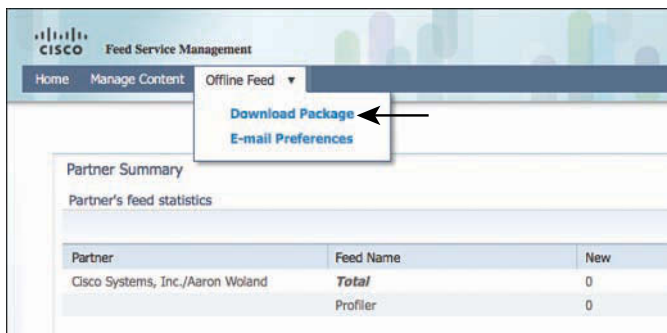 CISCO Feed Service Management
Home Manage Content Offline Feed
Download Package
E-mail Preferences
Partner Summary
Partner's feed statistics
Partner Feed Name New
Cisco Systems, Inc./Aaron Woland Total 0
Profiler 0